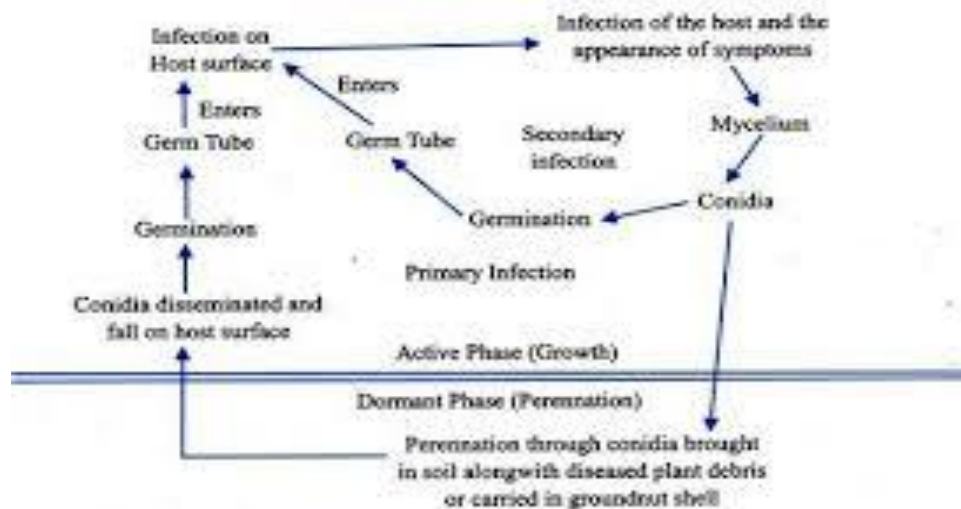 Infection on
Host surface
Infection of the host and the
appearance of symptoms
Enters
Enters
Germ Tube
Germ Tube
Secondary
infection
Mycelium
Conidia
Germination
Germination
Primary Infection
Conidia disseminated and
fall on host surface
Active Phase (Growth)
Dormant Phase (Perennation)
Perennation through conidia brought
in soil alongwith diseased plant debris
or carried in groundnut shell